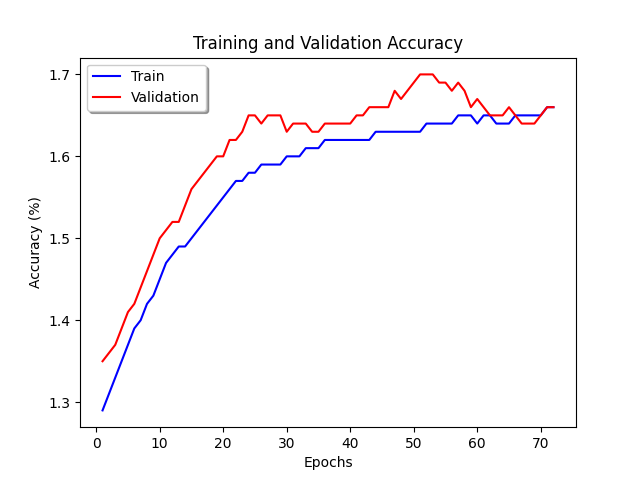 Training and Validation Accuracy
Train
Validation
1.7
1.6
1.5
1.4
1.3
Accuracy (%)
0 10 20 30 40 50 60 70
Epochs